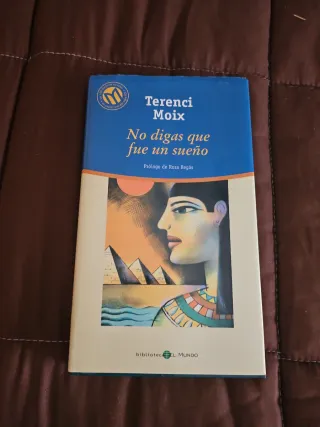 Terenci
Moix
No digas que
fue un sueño
Prólogo de Rosa Regàs
biblioteca EL MUNDO